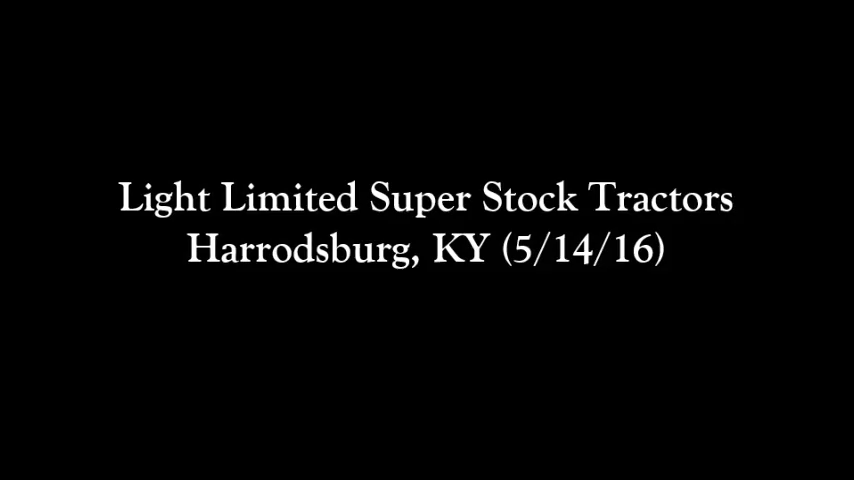 Light Limited Super Stock Tractors
Harrodsburg, KY (5/14/16)